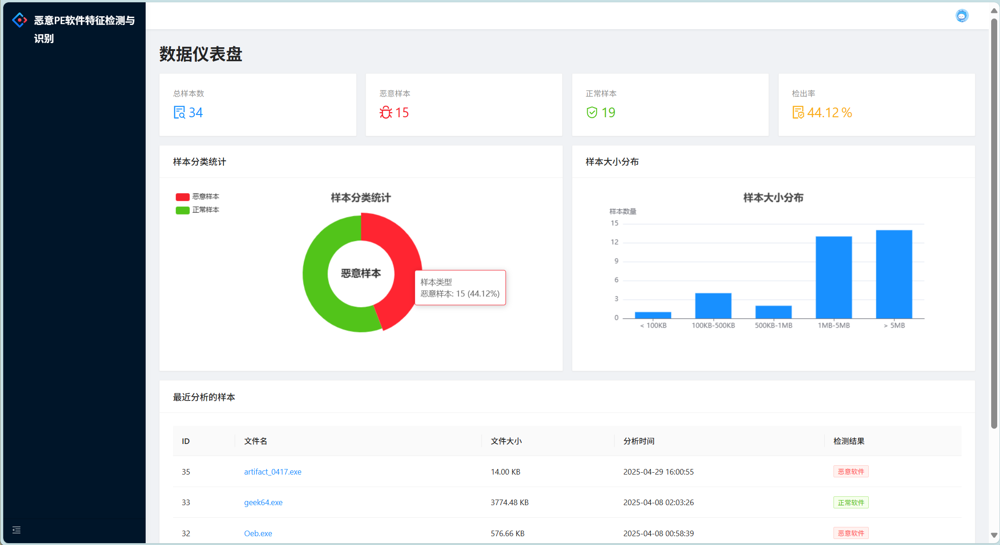 恶意PE软件特征检测与
识别
数据仪表盘
总样本数
34
恶意样本
15
正常样本
19
检出率
44.12 %
样本分类统计
恶意样本
正常样本
样本分类统计
恶意样本
样本类型
恶意样本: 15 (44.12%)
样本大小分布
样本大小分布
样本数量
15
12
9
6
3
0
< 100KB 100KB-500KB 500KB-1MB 1MB-5MB > 5MB
最近分析的样本
ID 文件名 文件大小 分析时间 检测结果
35 artifact_0417.exe 14.00 KB 2025-04-29 16:00:55 恶意软件
33 geek64.exe 3774.48 KB 2025-04-08 02:03:26 正常软件
32 Oeb.exe 576.66 KB 2025-04-08 00:58:39 恶意软件